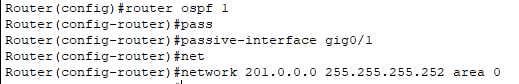 Router(config)#router ospf 1
Router(config-router)#pass
Router(config-router)#passive-interface gig0/1
Router(config-router)#net
Router(config-router)#network 201.0.0.0 255.255.255.252 area 0